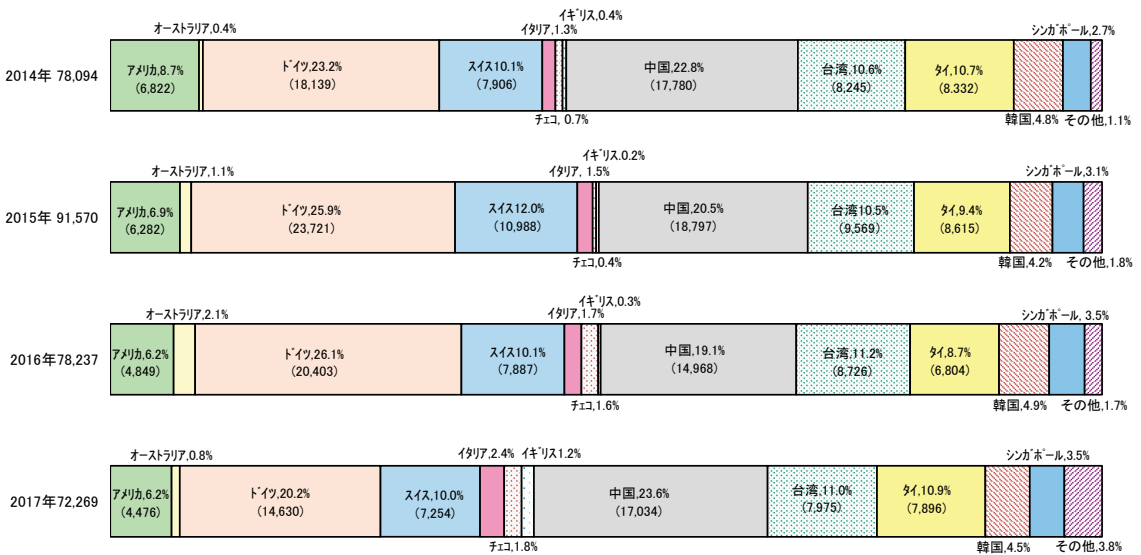 イギリス,0.4%
オーストラリア,0.4%
イタリア,1.3%
シンガポール,2.7%
2014年 78,094
アメリカ,8.7%
(6,822)
ドイツ,23.2%
(18,139)
スイス10.1%
(7,906)
中国,22.8%
(17,780)
台湾,10.6%
(8,245)
タイ,10.7%
(8.332)
チェコ, 0.7%
韓国,4.8%
その他,1.1%
イギリス,0.2%
オーストラリア,1.1%
イタリア, 1.5%
シンガポール,3.1%
2015年 91,570
アメリカ,6.9%
(6,282)
ドイツ,25.9%
(23,721)
スイス12.0%
(10,988)
中国,20.5%
(18,797)
台湾,10.5%
(9,569)
タイ,9.4%
(8,615)
チェコ,0.4%
韓国,4.2%
その他,1.8%
イギリス,0.3%
オーストラリア,2.1%
イタリア,1.7%
シンガポール, 3.5%
2016年78,237
アメリカ,6.2%
(4,849)
ドイツ,26.1%
(20,403)
スイス10.1%
(7,887)
中国,19.1%
(14,968)
台湾,11.2%
(8,726)
タイ,8.7%
(6,804)
チェコ,1.6%
韓国,4.9%
その他,1.7%
オーストラリア,0.8%
イタリア,2.4%
イギリス1.2%
シンガポール,3.5%
2017年72,269
アメリカ,6.2%
(4,476)
ドイツ,20.2%
(14,630)
スイス,10.0%
(7,254)
中国,23.6%
(17,034)
台湾,11.0%
(7,975)
タイ,10.9%
(7,896)
チェコ,1.8%
韓国,4.5%
その他,3.8%